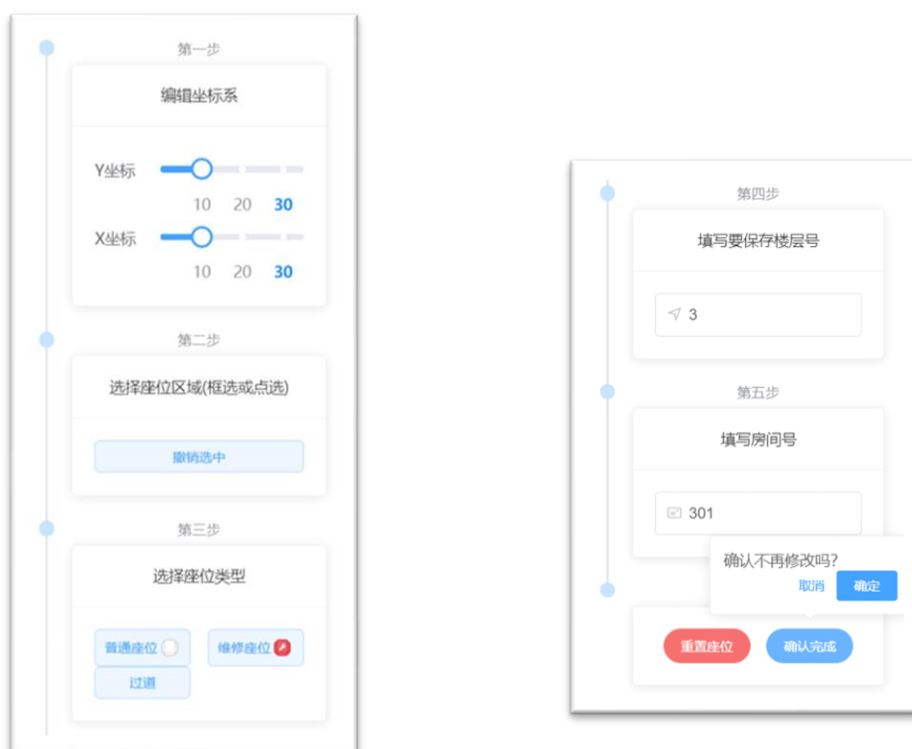 第一步
编辑坐标系
Y坐标
10 20 30
X坐标
10 20 30
第二步
选择座位区域(框选或点选)
撤销选中
第三步
选择座位类型
普通座位 维修座位
过道
第四步
填写要保存楼层号
3
第五步
填写房间号
301
确认不再修改吗?
取消 确定
重置座位 确认完成